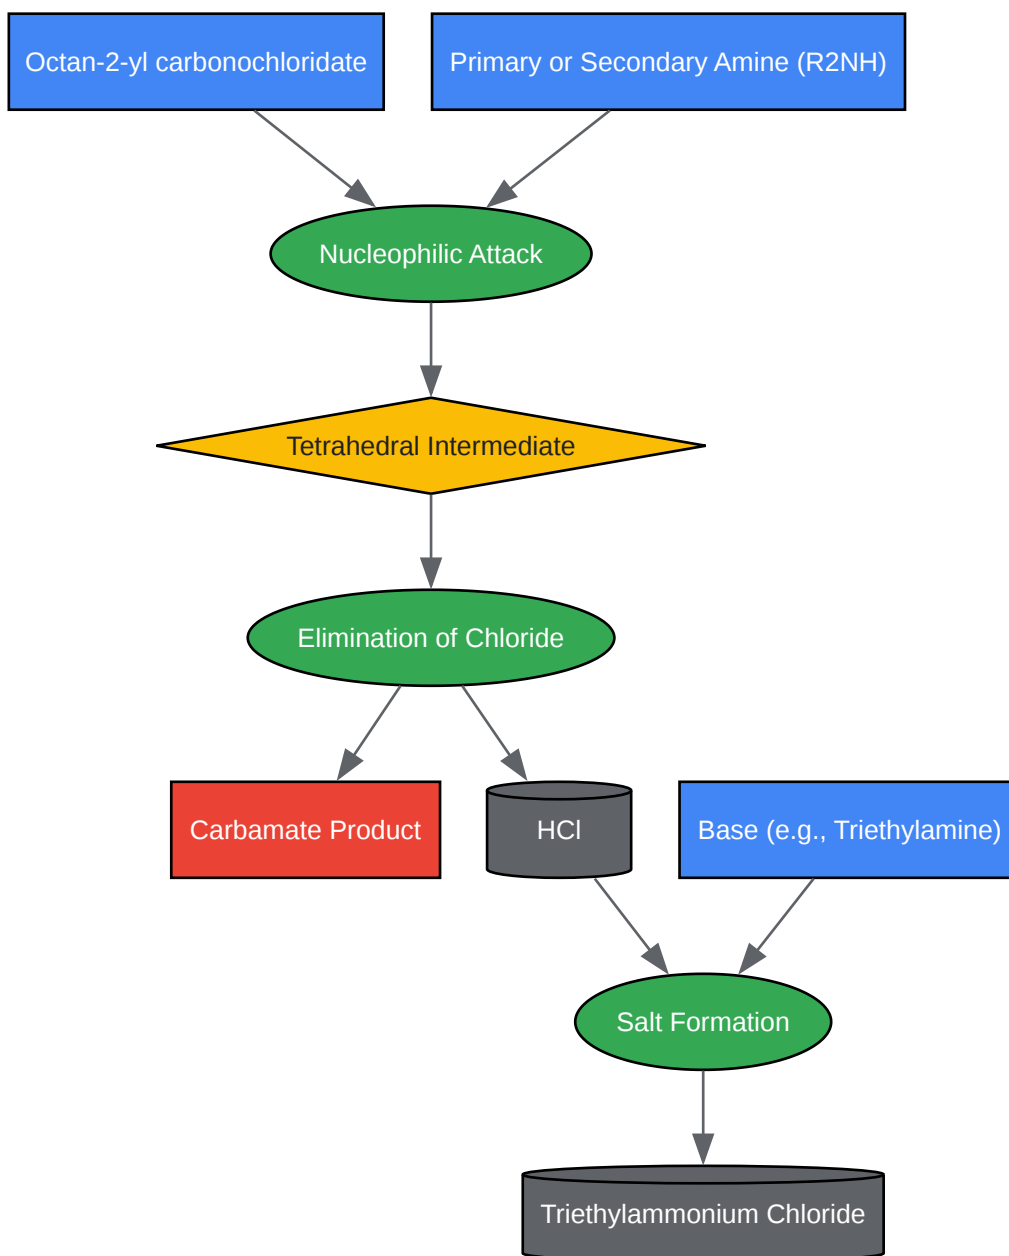 Octan-2-yl carbonochloridate
Primary or Secondary Amine (R2NH)
Nucleophilic Attack
Tetrahedral Intermediate
Elimination of Chloride
Carbamate Product
HCl
Base (e.g., Triethylamine)
Salt Formation
Triethylammonium Chloride